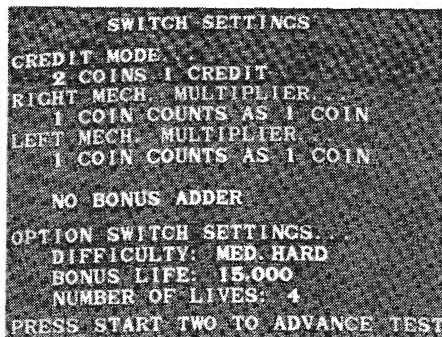 SWITCH SETTINGS
CREDIT MODE...
2 COINS 1 CREDIT
RIGHT MECH. MULTIPLIER...
1 COIN COUNTS AS 1 COIN
LEFT MECH. MULTIPLIER...
1 COIN COUNTS AS 1 COIN
NO BONUS ADDER
OPTION SWITCH SETTINGS...
DIFFICULTY: MED. HARD
BONUS LIFE: 15,000
NUMBER OF LIVES: 4
PRESS START TWO TO ADVANCE TEST